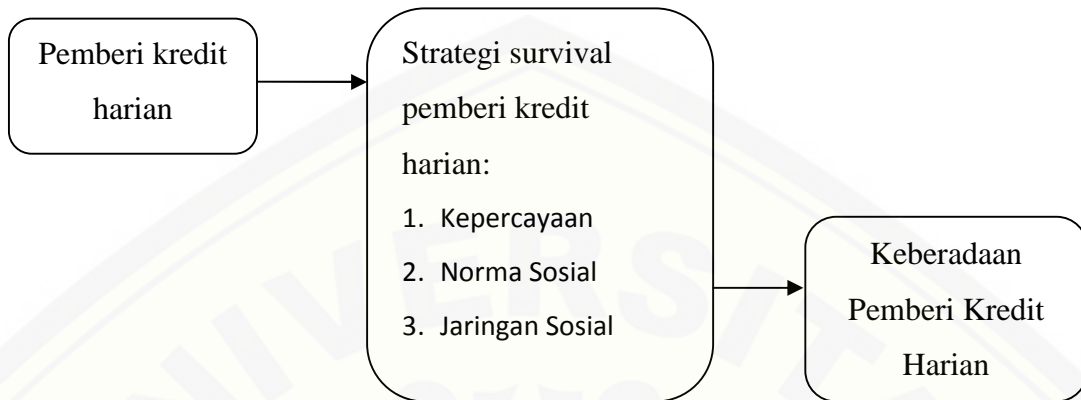 Pemberi kredit
harian
Strategi survival
pemberi kredit
harian:
1. Kepercayaan
2. Norma Sosial
3. Jaringan Sosial
Keberadaan
Pemberi Kredit
Harian